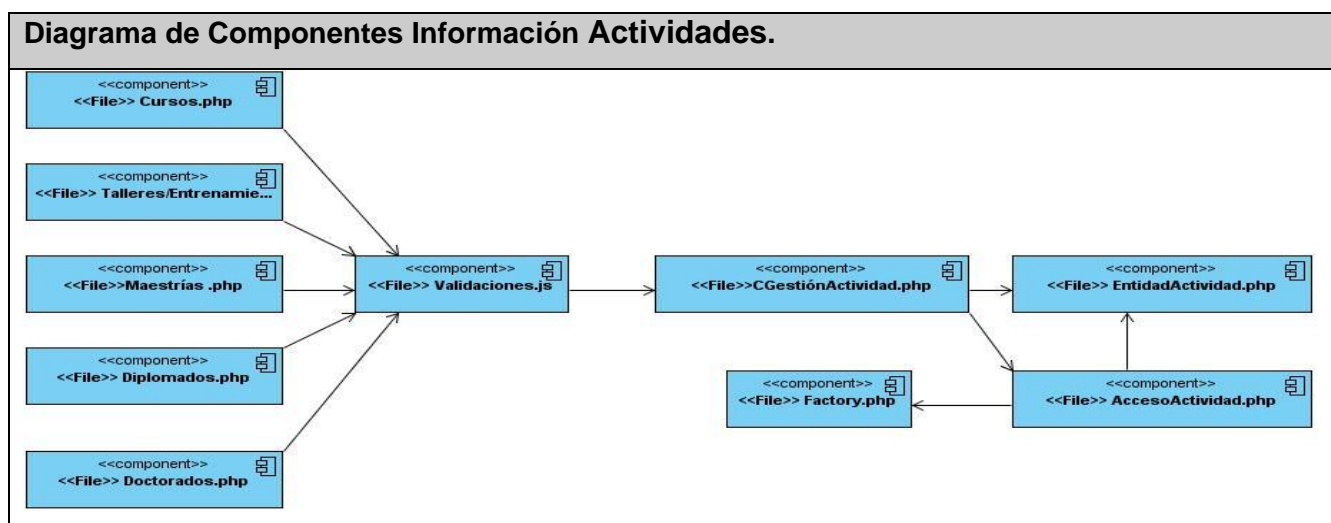 Diagrama de Componentes Información Actividades.
<<component>>
<<File>> Cursos.php
<<component>>
<<File>> Talleres/Entrenamie...
<<component>>
<<File>>Maestrías .php
<<component>>
<<File>> Diplomados.php
<<component>>
<<File>> Doctorados.php
<<component>>
<<File>> Validaciones.js
<<component>>
<<File>>CGestiónActividad.php
<<component>>
<<File>> EntidadActividad.php
<<component>>
<<File>> Factory.php
<<component>>
<<File>> AccesoActividad.php